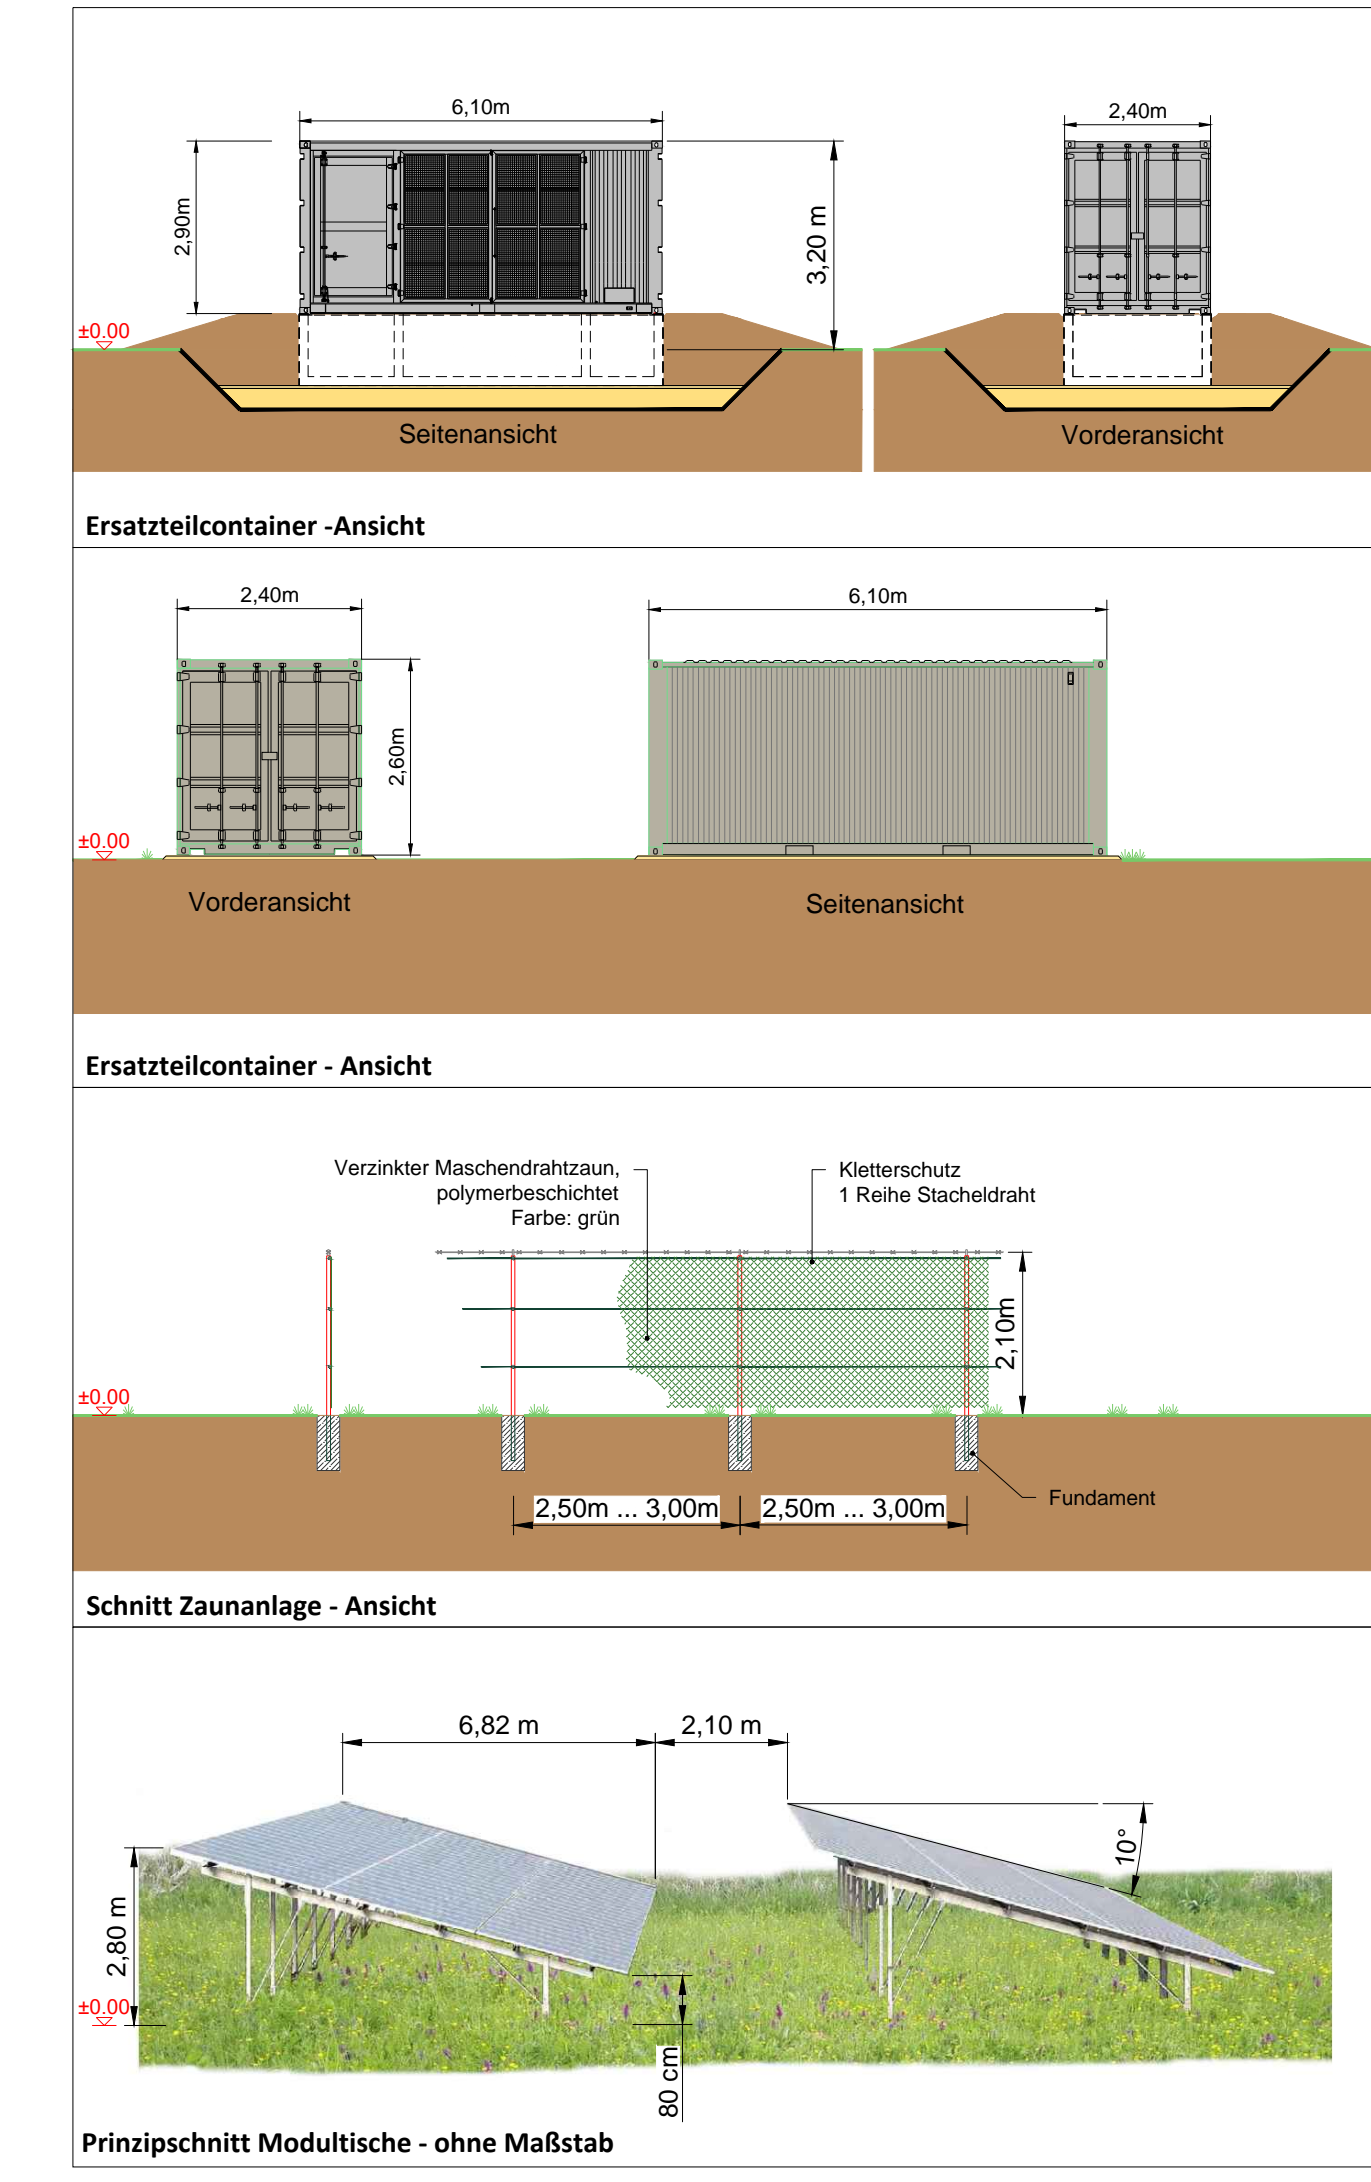 6,10m
2,40m
2,90m
3,20 m
±0.00
Seitenansicht
Vorderansicht
Ersatzteilcontainer -Ansicht
2,40m
6,10m
2,60m
±0.00
Vorderansicht
Seitenansicht
Ersatzteilcontainer - Ansicht
Verzinkter Maschendrahtzaun,
polymerbeschichtet
Farbe: grün
Kletterschutz
1 Reihe Stacheldraht
2,10m
±0.00
2,50m ... 3,00m
2,50m ... 3,00m
Fundament
Schnitt Zaunanlage - Ansicht
6,82 m
2,10 m
10°
2,80 m
±0.00
80 cm
Prinzipschnitt Modultische - ohne Maßstab